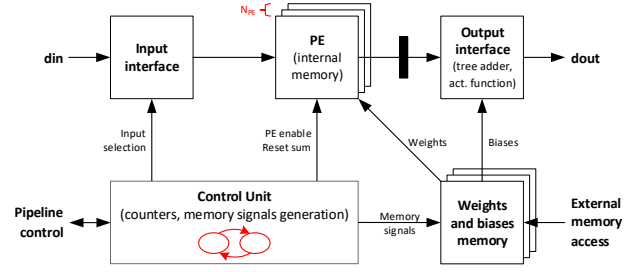 N_PE
din
Input
interface
PE
(internal
memory)
Output
interface
(tree adder,
act. function)
dout
Input
selection
PE enable
Reset sum
Weights
Biases
Pipeline
control
Control Unit
(counters, memory signals generation)
Memory
signals
Weights
and biases
memory
External
memory
access